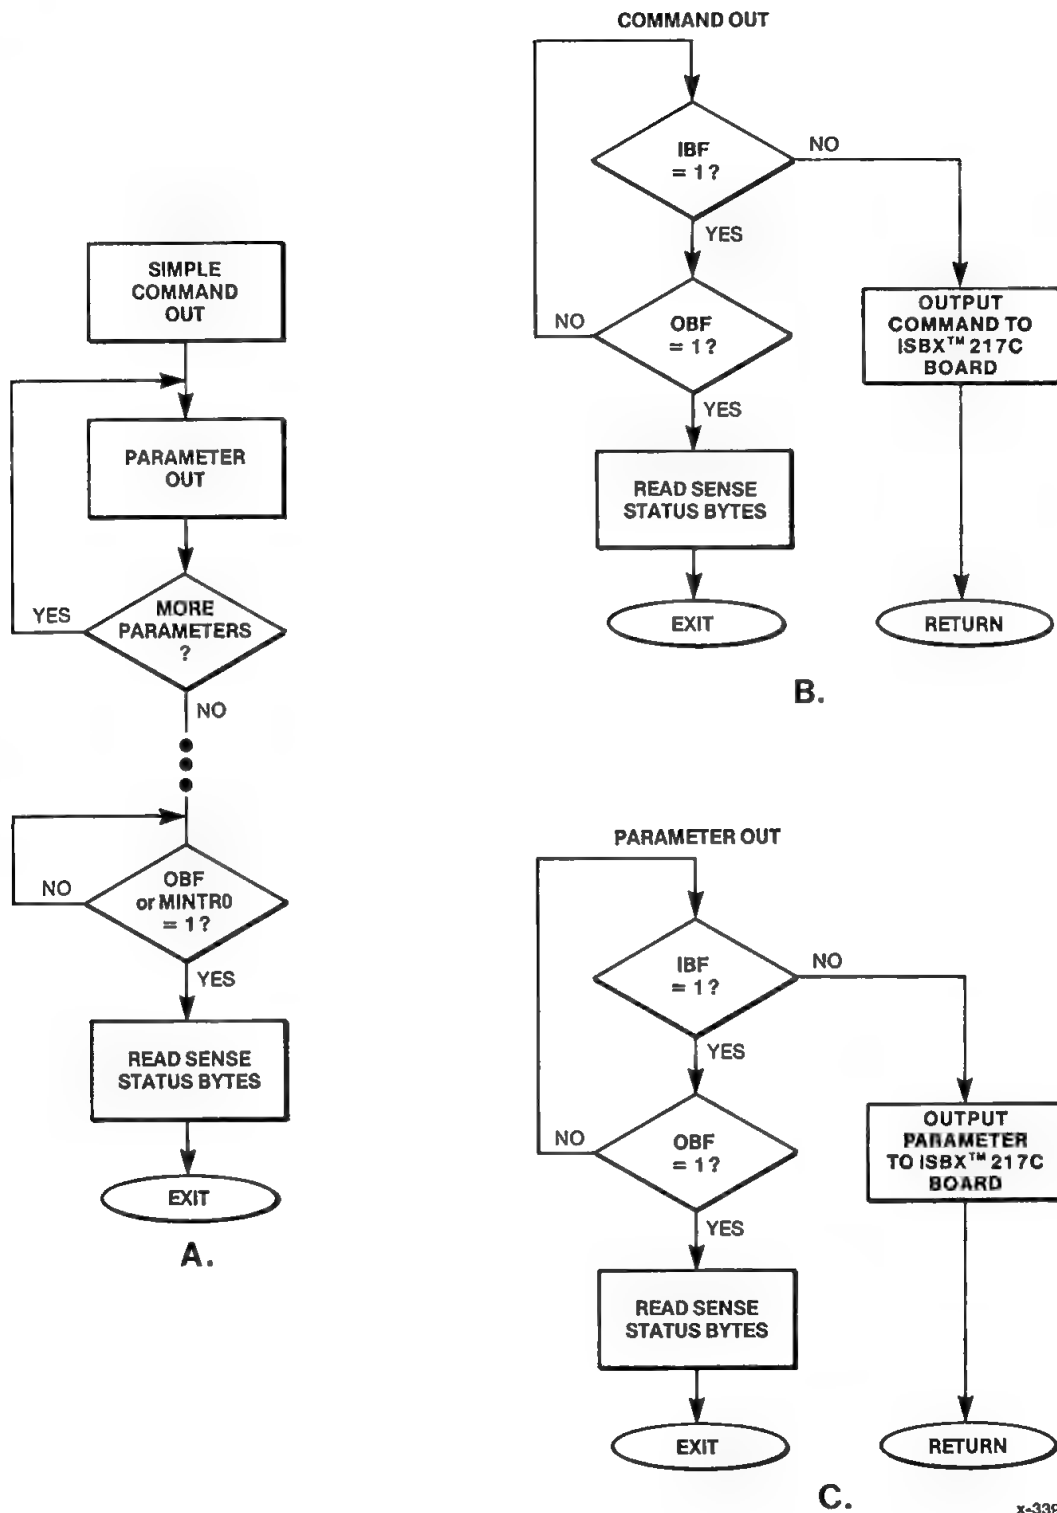 SIMPLE
COMMAND
OUT
PARAMETER
OUT
MORE
PARAMETERS
?
YES
NO
OBF
or MINTR0
= 1?
NO
YES
READ SENSE
STATUS BYTES
EXIT
A.
COMMAND OUT
IBF
= 1?
NO
YES
OBF
= 1?
NO
YES
OUTPUT
COMMAND TO
ISBX™ 217C
BOARD
READ SENSE
STATUS BYTES
EXIT
RETURN
B.
PARAMETER OUT
IBF
= 1?
NO
YES
OBF
= 1?
NO
YES
OUTPUT
PARAMETER
TO ISBX™ 217C
BOARD
READ SENSE
STATUS BYTES
EXIT
RETURN
C.
x-339